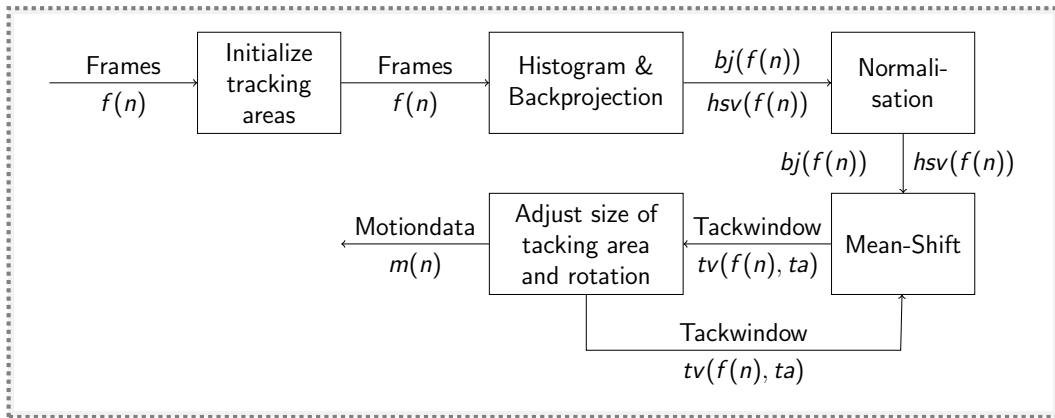 Frames
f(n)
Initialize
tracking
areas
Frames
f(n)
Histogram &
Backprojection
bj(f(n))
hsv(f(n))
Normali-
sation
bj(f(n))
hsv(f(n))
Mean-Shift
Tackwindow
tv(f(n), ta)
Adjust size of
tacking area
and rotation
Motiondata
m(n)
Tackwindow
tv(f(n), ta)